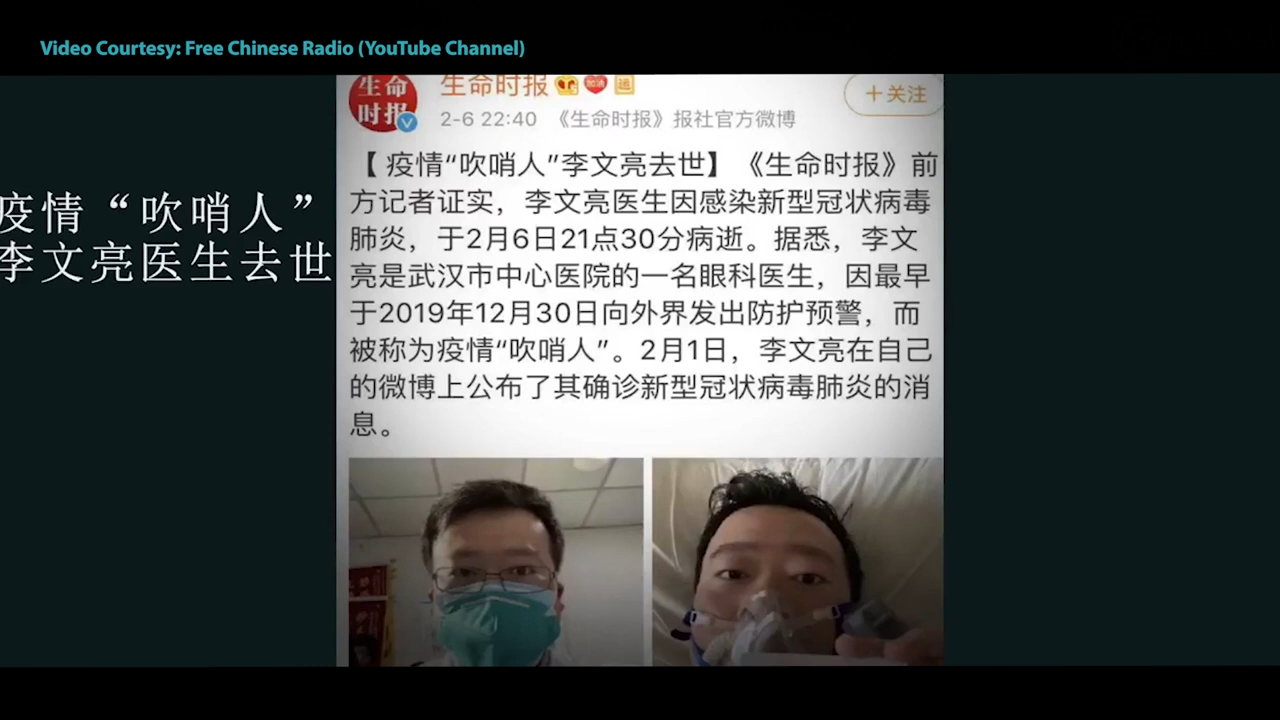 Video Courtesy: Free Chinese Radio (YouTube Channel)
疫情“吹哨人”
李文亮医生去世
生命
时报
生命时报
+关注
2-6 22:40 《生命时报》报社官方微博
【疫情“吹哨人”李文亮去世】《生命时报》前
方记者证实，李文亮医生因感染新型冠状病毒
肺炎，于2月6日21点30分病逝。据悉，李文
亮是武汉市中心医院的一名眼科医生，因最早
于2019年12月30日向外界发出防护预警，而
被称为疫情“吹哨人”。2月1日，李文亮在自己
的微博上公布了其确诊新型冠状病毒肺炎的消
息。